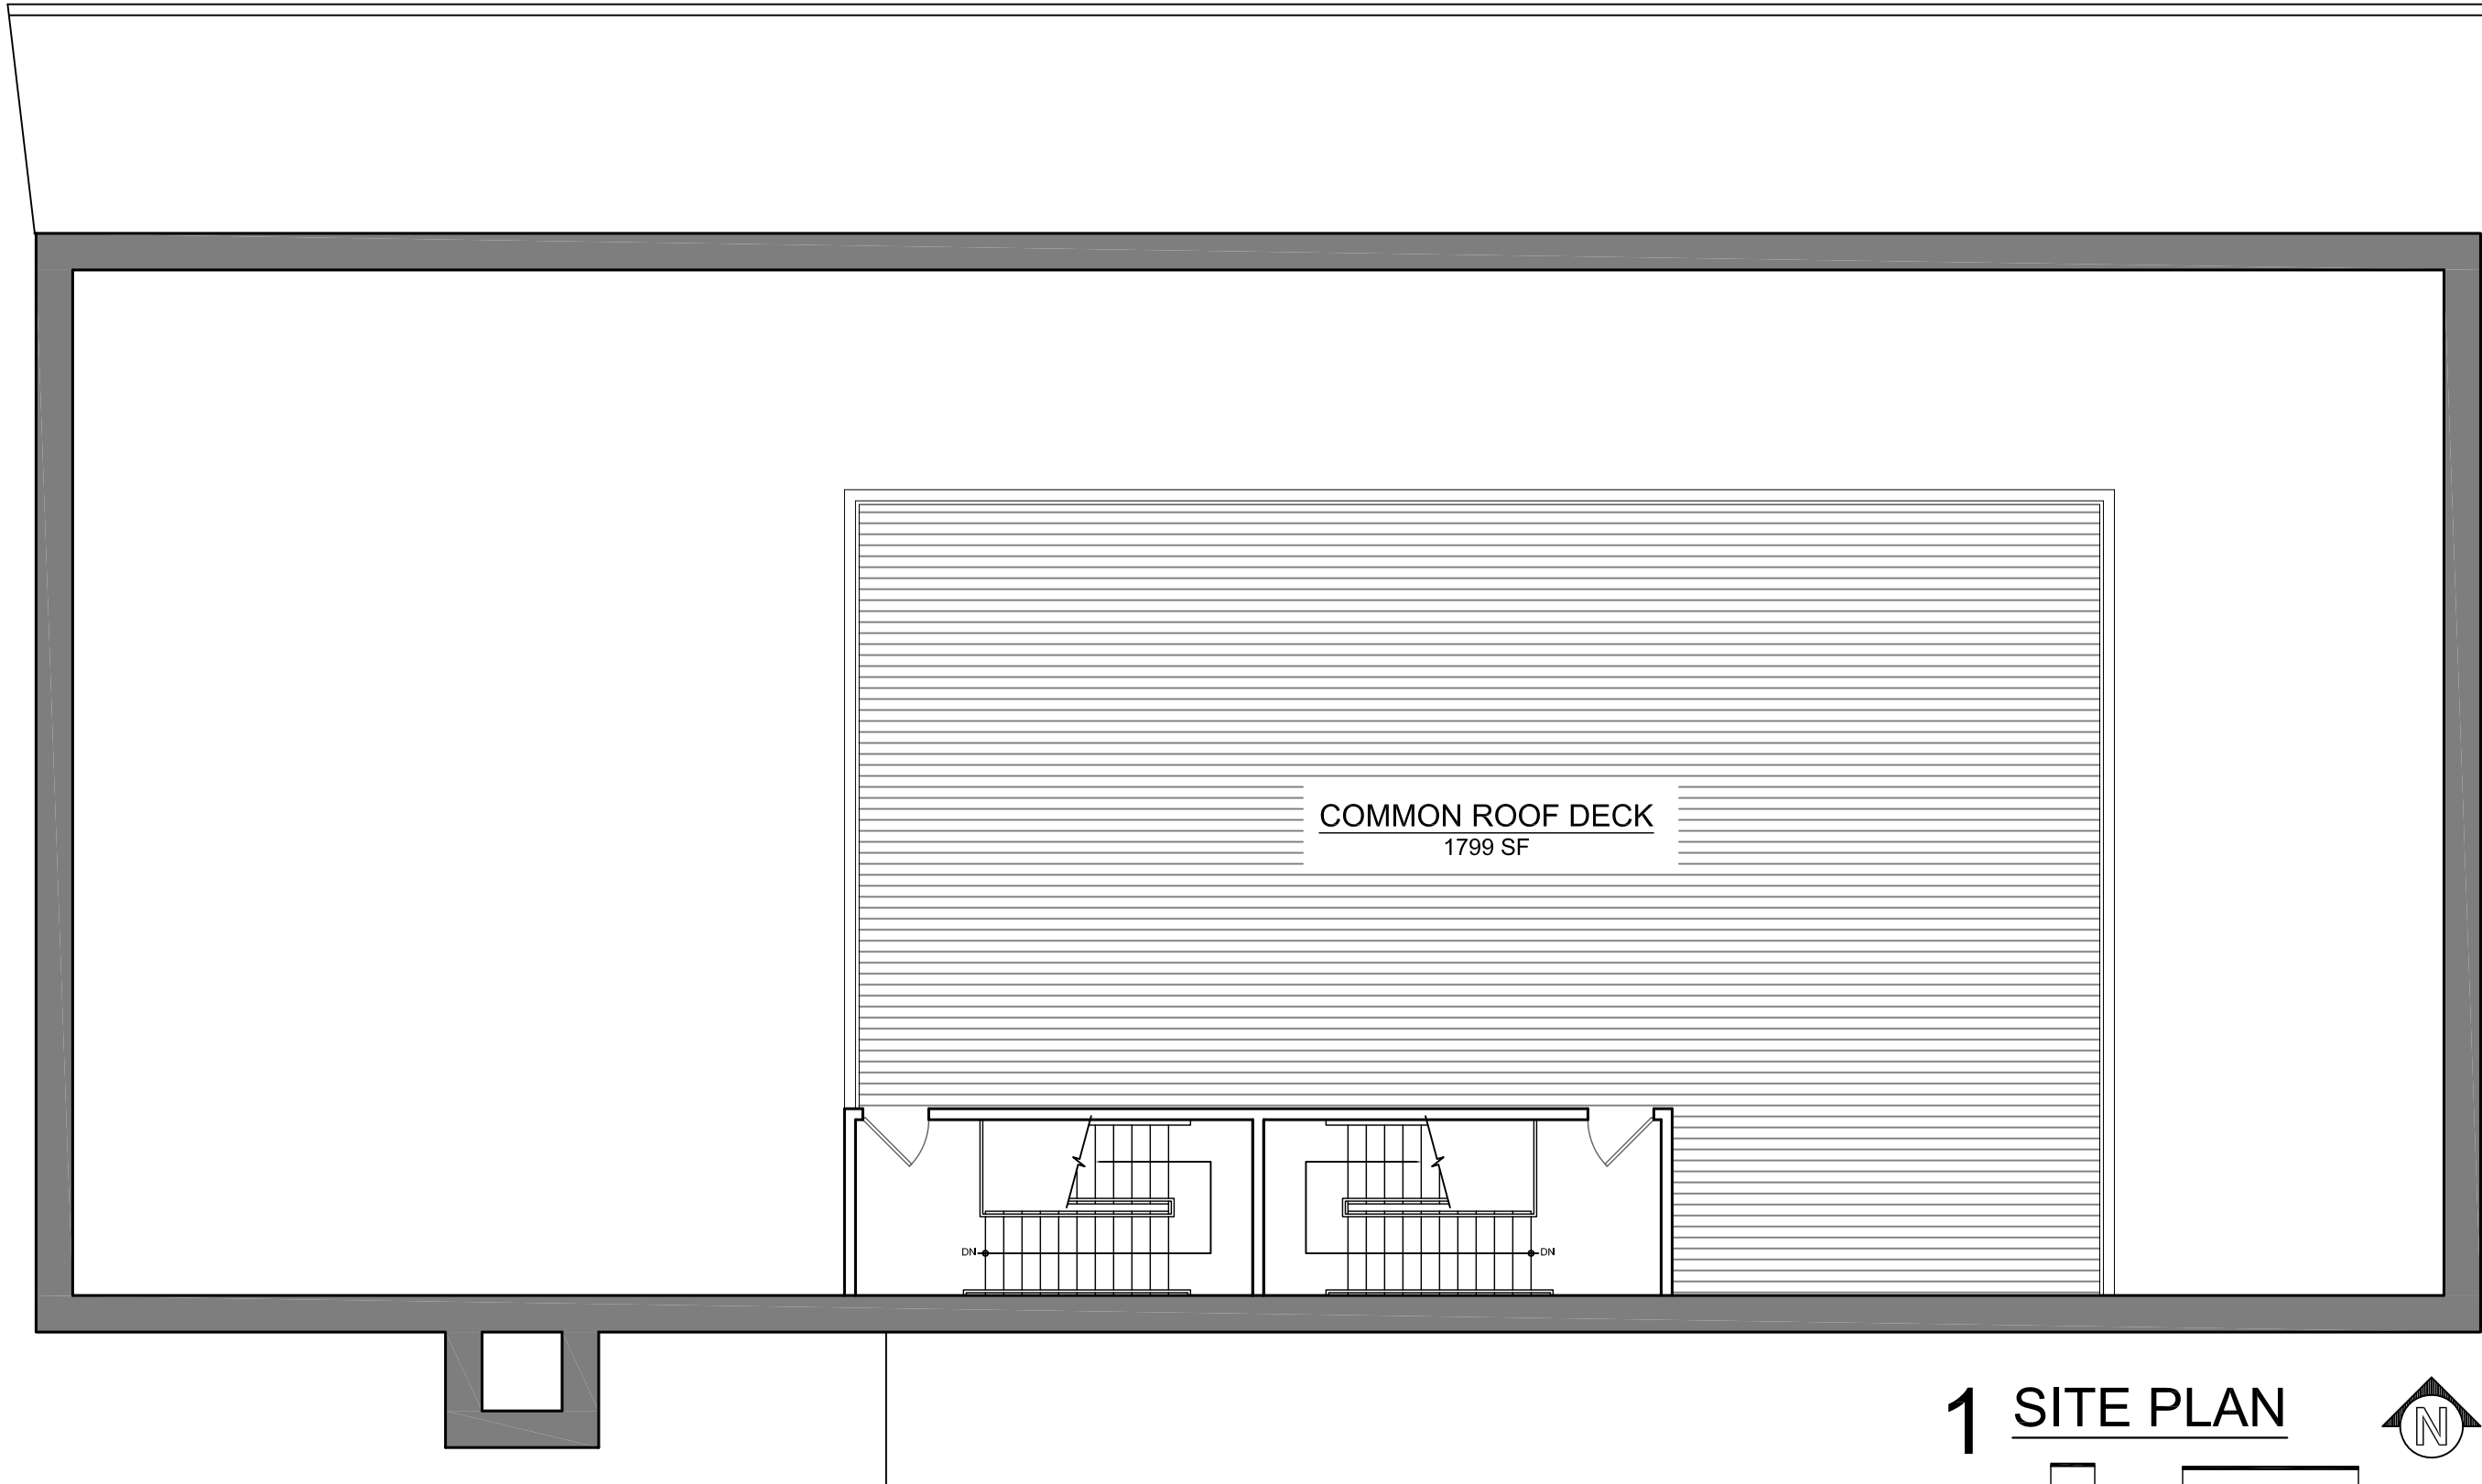 COMMON ROOF DECK
1799 SF
DN
DN
1 SITE PLAN
N